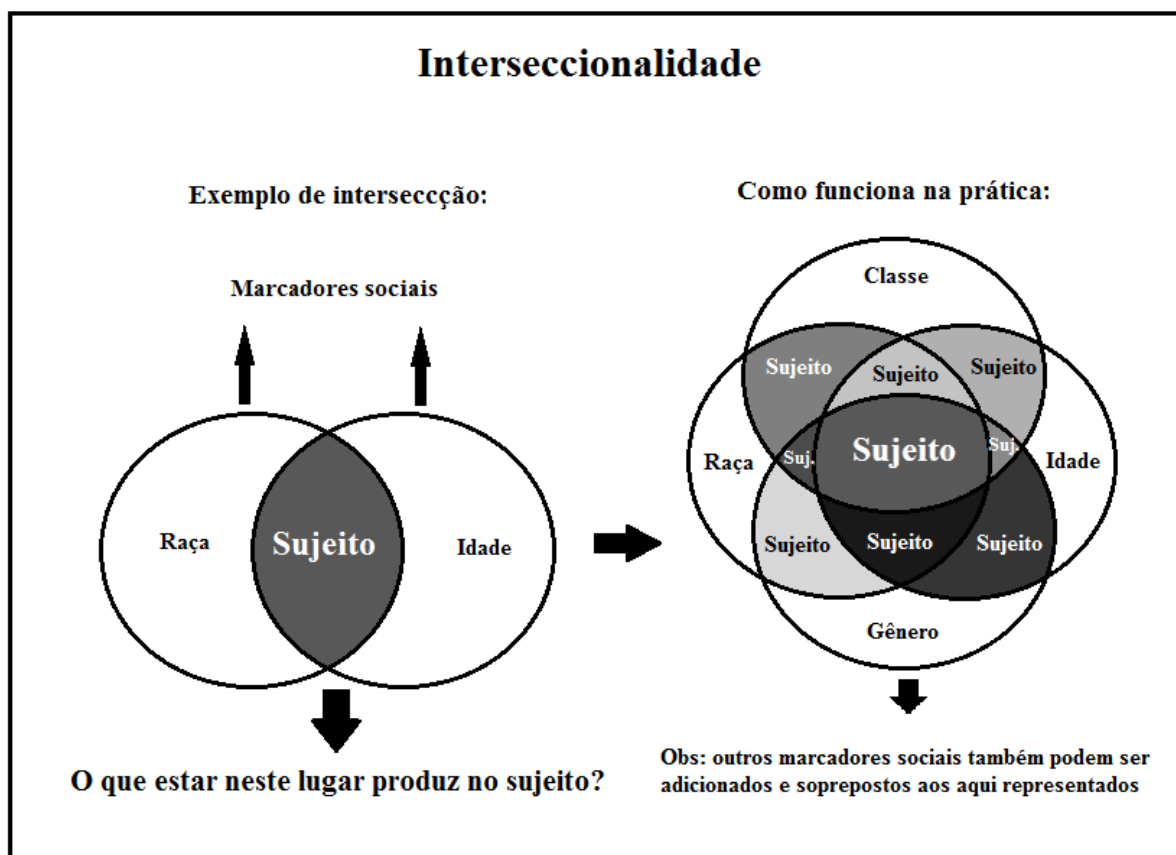 Interseccionalidade
Exemplo de interseccção:
Marcadores sociais
Raça
Sujeito
Idade
O que estar neste lugar produz no sujeito?
Como funciona na prática:
Classe
Sujeito
Sujeito
Sujeito
Raça
Suj.
Sujeito
Suj.
Idade
Sujeito
Sujeito
Sujeito
Gênero
Obs: outros marcadores sociais também podem ser
adicionados e soprepostos aos aqui representados